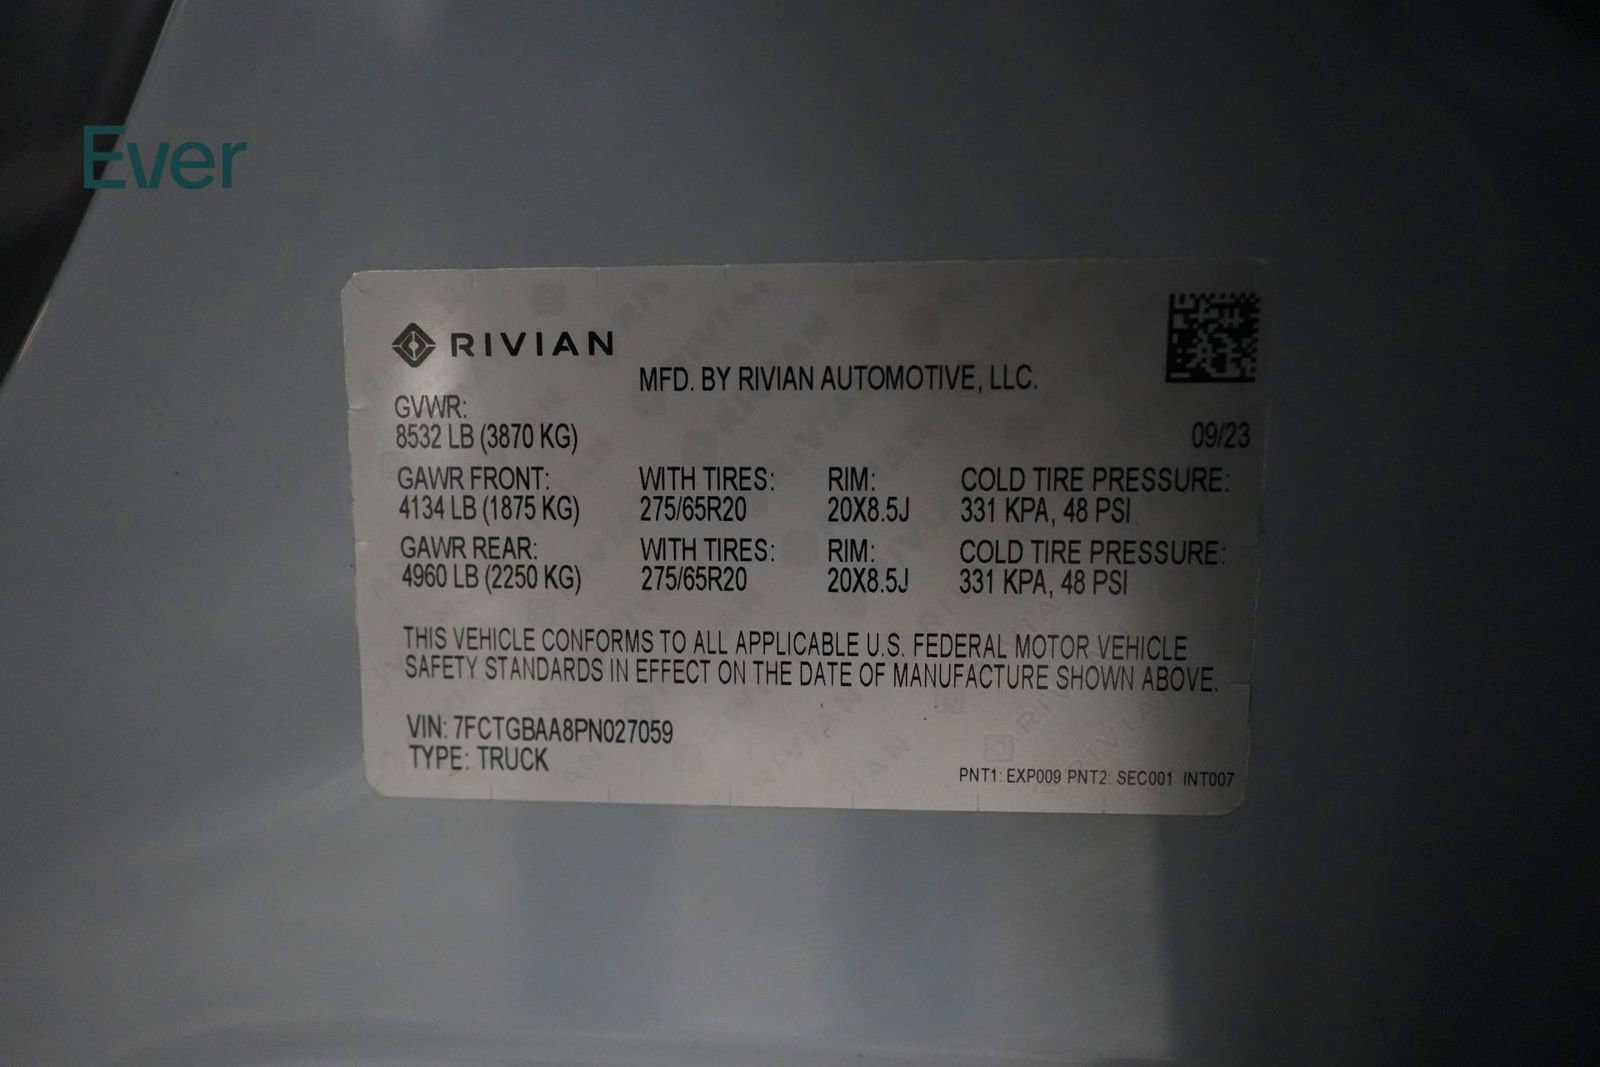 Ever
RIVIAN
MFD. BY RIVIAN AUTOMOTIVE, LLC.
GVWR:
8532 LB (3870 KG)
09/23
GAWR FRONT: WITH TIRES: RIM: COLD TIRE PRESSURE:
4134 LB (1875 KG) 275/65R20 20X8.5J 331 KPA, 48 PSI
GAWR REAR: WITH TIRES: RIM: COLD TIRE PRESSURE:
4960 LB (2250 KG) 275/65R20 20X8.5J 331 KPA, 48 PSI
THIS VEHICLE CONFORMS TO ALL APPLICABLE U.S. FEDERAL MOTOR VEHICLE
SAFETY STANDARDS IN EFFECT ON THE DATE OF MANUFACTURE SHOWN ABOVE.
VIN: 7FCTGBAA8PN027059
TYPE: TRUCK
PNT1: EXP009 PNT2: SEC001 INT007